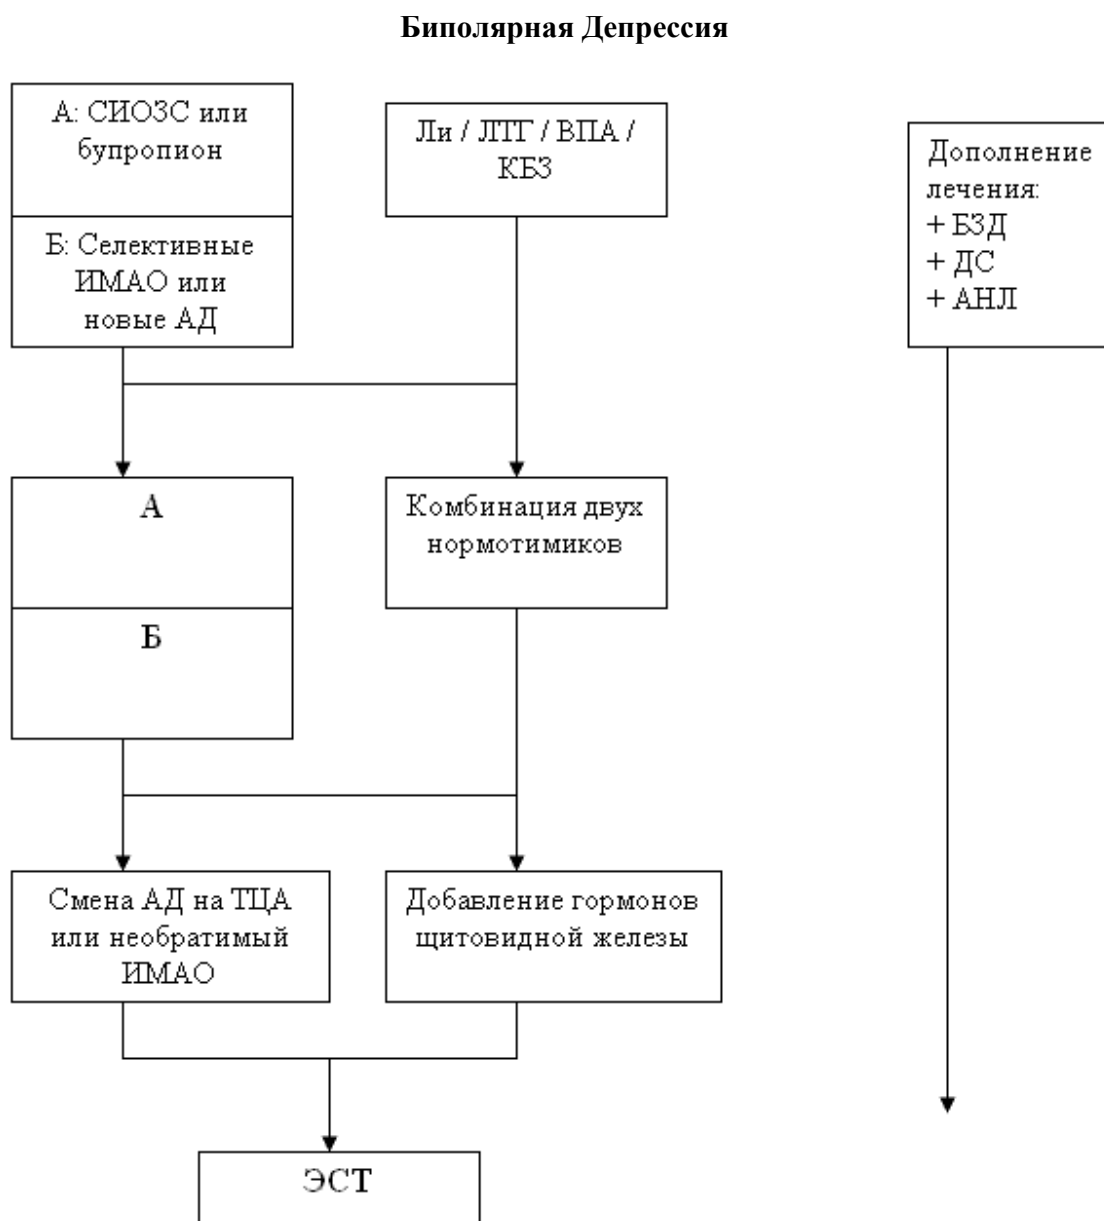 Биполярная Депрессия
А: СИОЗС или
бупропион
Б: Селективные
ИМАО или
новые АД
Ли / ЛТГ / ВПА /
КБЗ
Дополнение
лечения:
+ БЗД
+ ДС
+ АНЛ
А
Б
Комбинация двух
нормотимиков
Смена АД на ТЦА
или необратимый
ИМАО
Добавление гормонов
щитовидной железы
ЭСТ